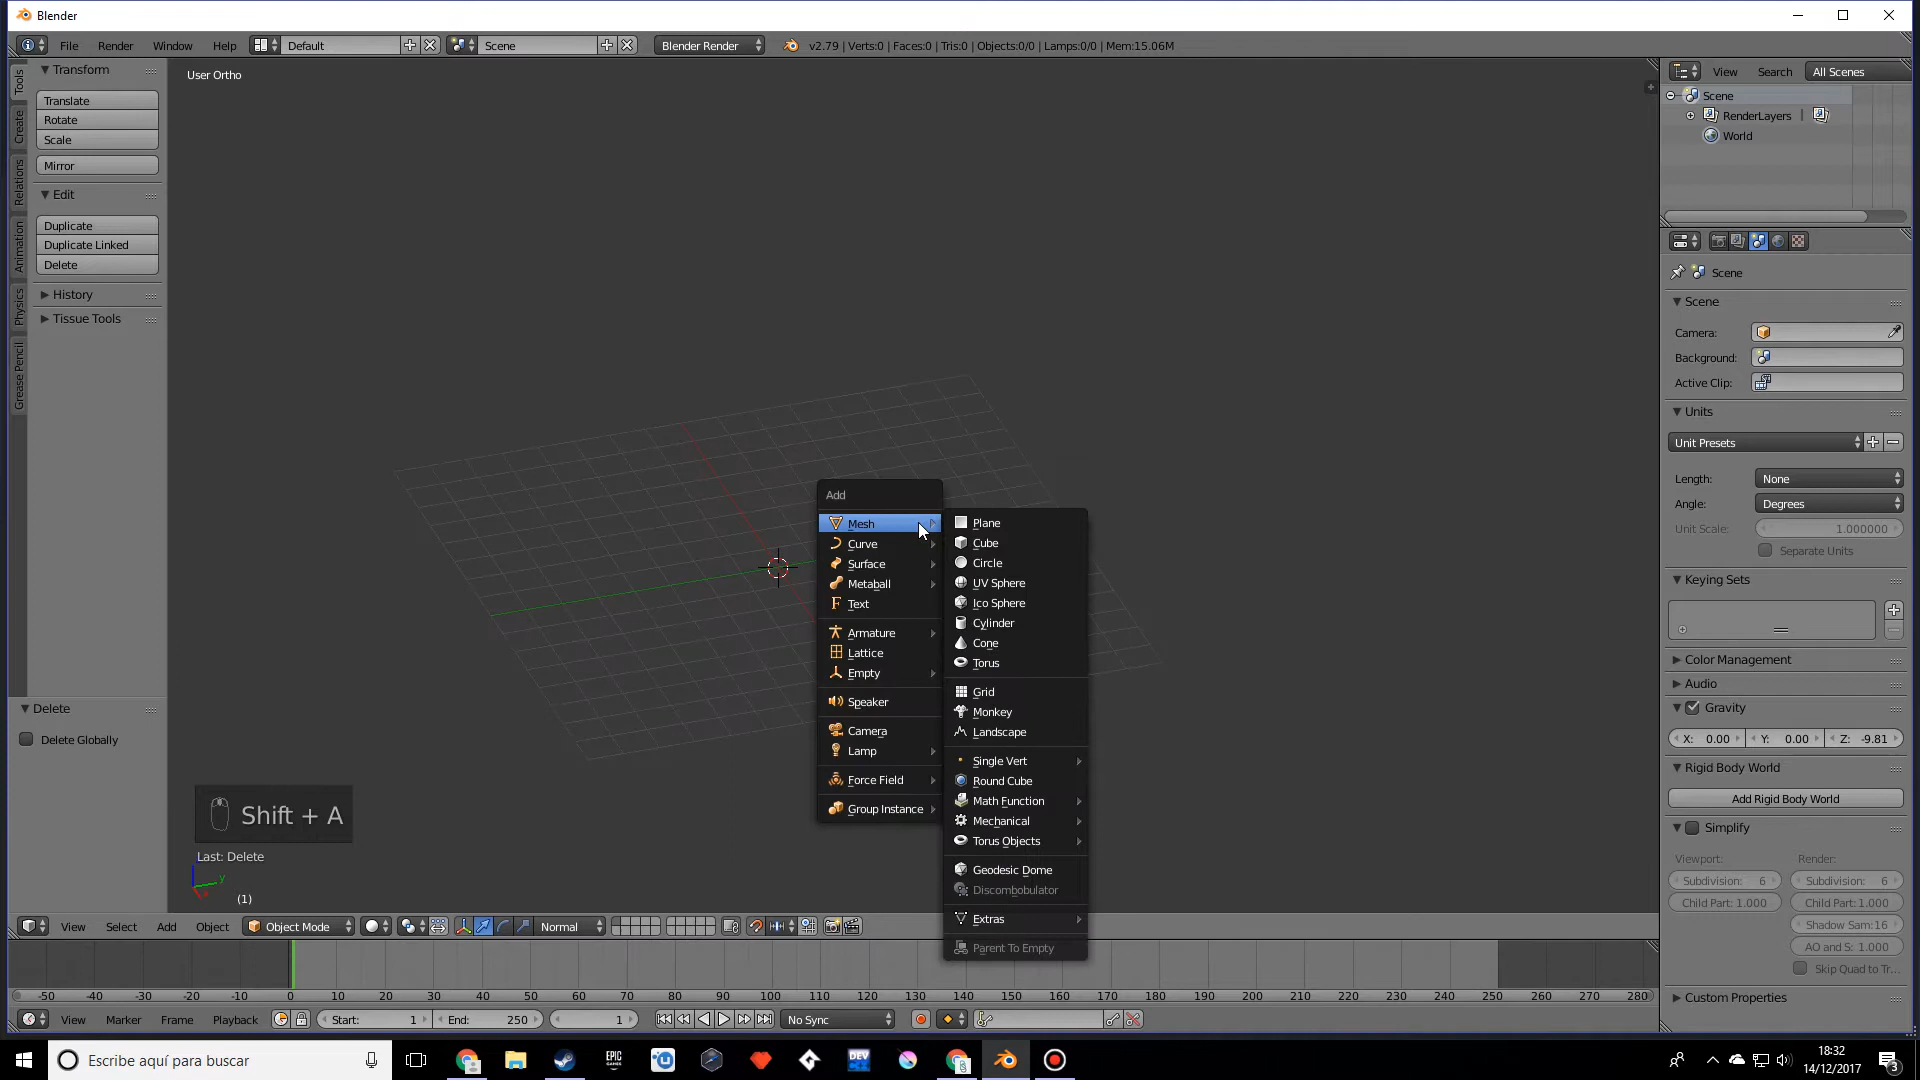 Blender
File Render Window Help Default Scene Blender Render v2.79 | Verts:0 | Faces:0 | Tris:0 | Objects:0/0 | Lamps:0/0 | Mem:15.06M
Tools
Create
Relations
Animation
Physics
Grease Pencil
Transform
Translate
Rotate
Scale
Mirror
Edit
Duplicate
Duplicate Linked
Delete
History
Tissue Tools
Delete
Delete Globally
User Ortho
Add
Mesh
Curve
Surface
Metaball
Text
Armature
Lattice
Empty
Speaker
Camera
Lamp
Force Field
Group Instance
Plane
Cube
Circle
UV Sphere
Ico Sphere
Cylinder
Cone
Torus
Grid
Monkey
Landscape
Single Vert
Round Cube
Math Function
Mechanical
Torus Objects
Geodesic Dome
Discombobulator
Extras
Parent To Empty
Shift + A
Last: Delete
y
(1)
View Select Add Object Object Mode Normal
-50 -40 -30 -20 -10 0 10 20 30 40 50 60 70 80 90 100 110 120 130 140 150 160 170 180 190 200 210 220 230 240 250 260 270 280
View Marker Frame Playback Start: 1 End: 250 1 No Sync
View Search All Scenes
Scene
RenderLayers |
World
Scene
Scene
Camera:
Background:
Active Clip:
Units
Unit Presets
Length: None
Angle: Degrees
Unit Scale: 1.000000
Separate Units
Keying Sets
Color Management
Audio
Gravity
X: 0.00 Y: 0.00 Z: -9.81
Rigid Body World
Add Rigid Body World
Simplify
Viewport: Render:
Subdivision: 6 Subdivision: 6
Child Part: 1.000 Child Part: 1.000
Shadow Sam:16
AO and S: 1.000
Skip Quad to Tr...
Custom Properties
Escribe aquí para buscar
EPIC GAMES
DEV
18:32
14/12/2017
3